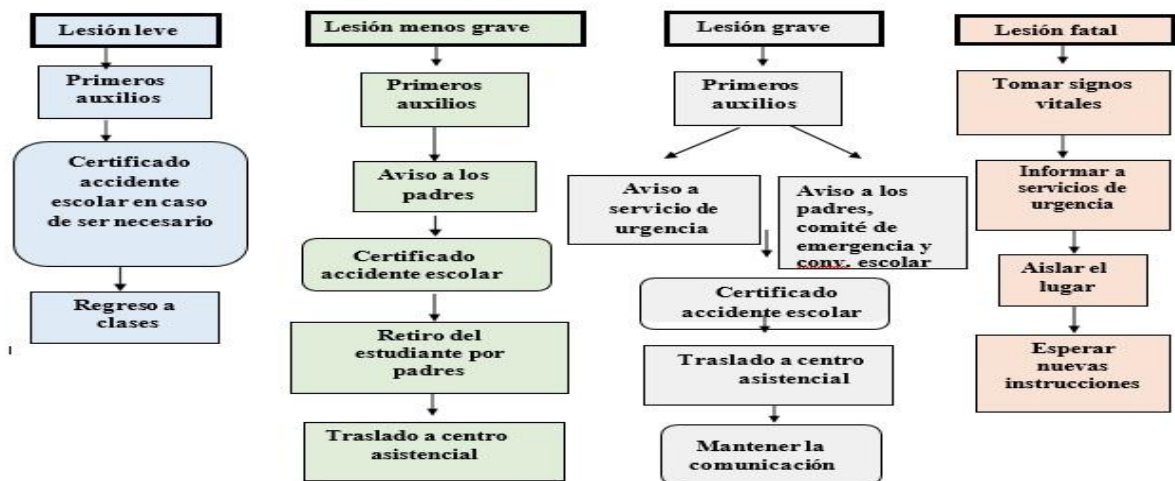 Lesión leve
Primeros
auxilios
Certificado
accidente
escolar en caso
de ser necesario
Regreso a
clases
Lesión menos grave
Primeros
auxilios
Aviso a los
padres
Certificado
accidente escolar
Retiro del
estudiante por
padres
Traslado a centro
asistencial
Lesión grave
Primeros
auxilios
Aviso a
servicio de
urgencia
Aviso a los
padres,
comité de
emergencia y
conv. escolar
Certificado
accidente escolar
Traslado a centro
asistencial
Mantener la
comunicación
Lesión fatal
Tomar signos
vitales
Informar a
servicios de
urgencia
Aislar el
lugar
Esperar
nuevas
instrucciones